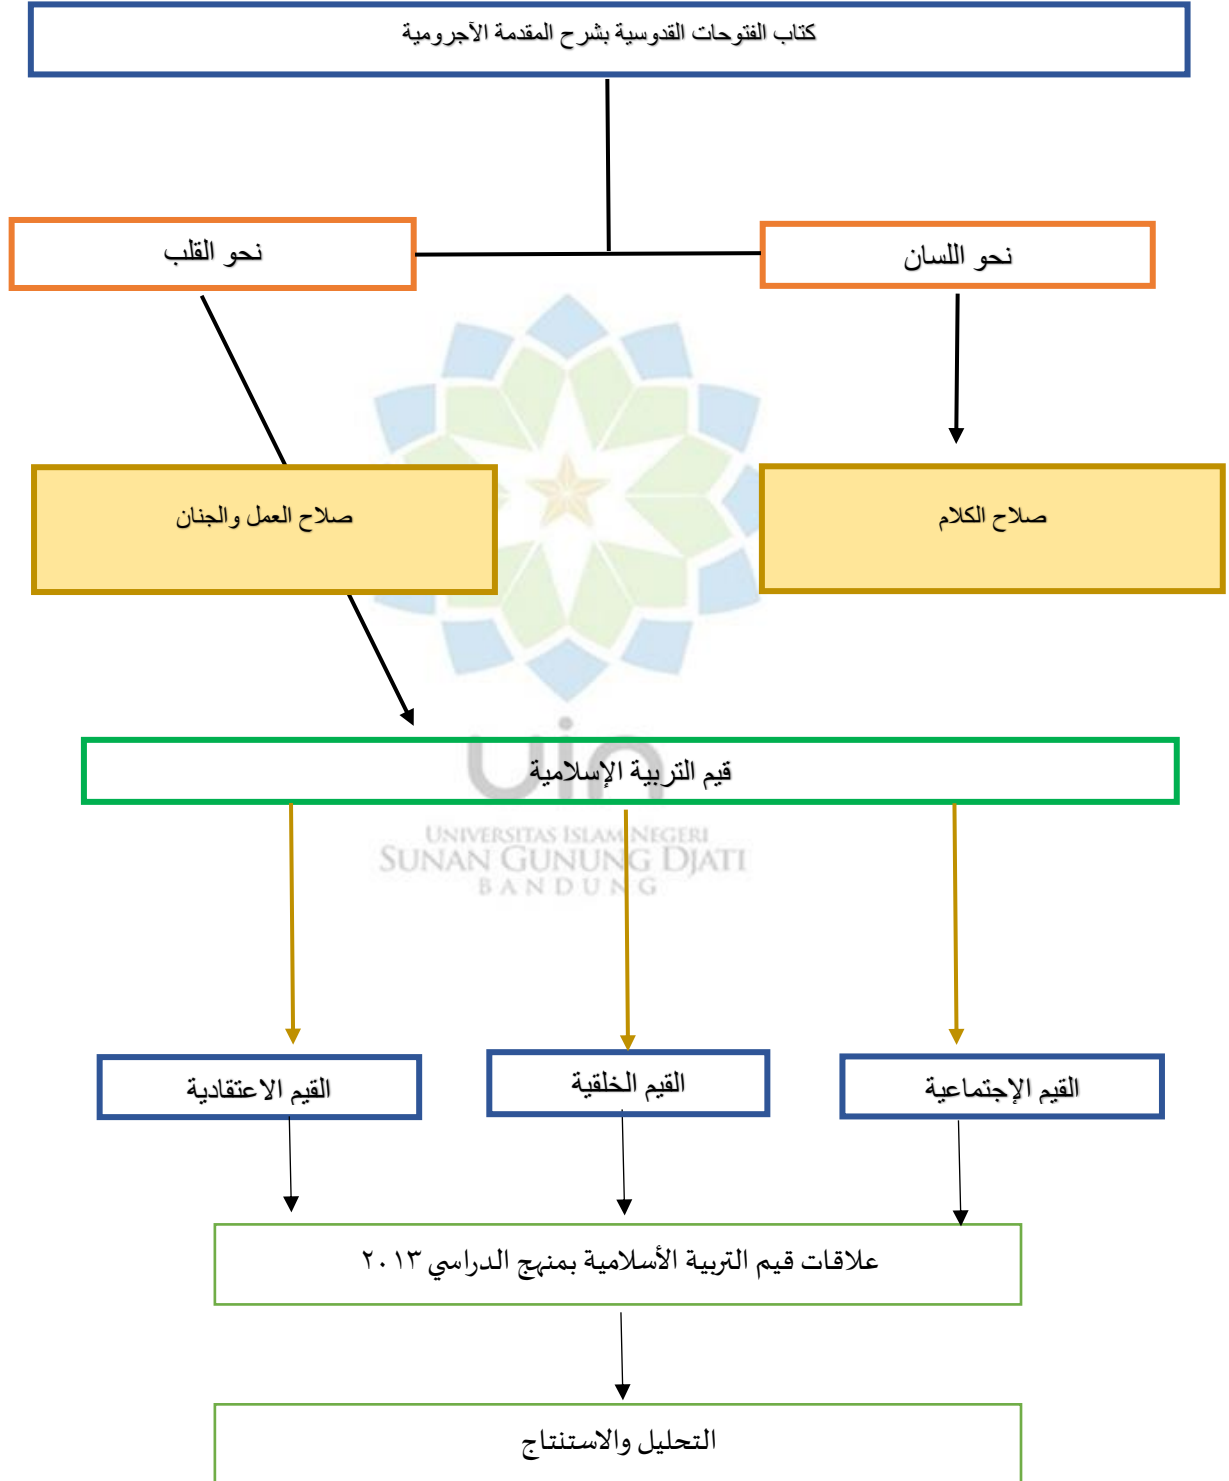 كتاب الفتوحات القدوسية بشرح المقدمة الآجرومية
نحو اللسان
نحو القلب
صلاح الكلام
صلاح العمل والجنان
قيم التربية الإسلامية
uin
UNIVERSITAS ISLAM NEGERI
SUNAN GUNUNG DJATI
BANDUNG
القيم الإجتماعية
القيم الخلقية
القيم الاعتقادية
علاقات قيم التربية الأسلامية بمنهج الدراسي ٢٠١٣
التحليل والاستنتاج